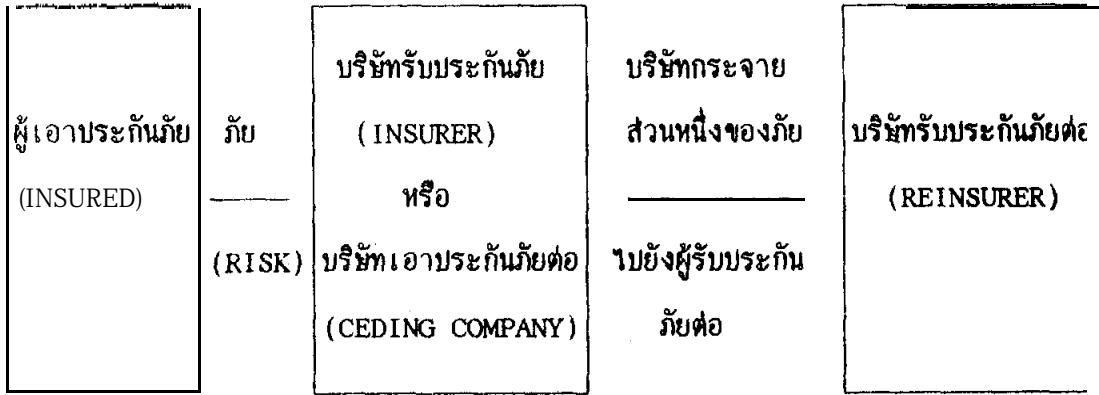 ผู้เอาประกันภัย
(INSURED)
ภัย
(RISK)
บริษัทรับประกันภัย
(INSURER)
หรือ
บริษัทเอาประกันภัยต่อ
(CEDING COMPANY)
บริษัทกระจาย
ส่วนหนึ่งของภัย
ไปยังผู้รับประกัน
ภัยต่อ
บริษัทรับประกันภัยต่อ
(REINSURER)